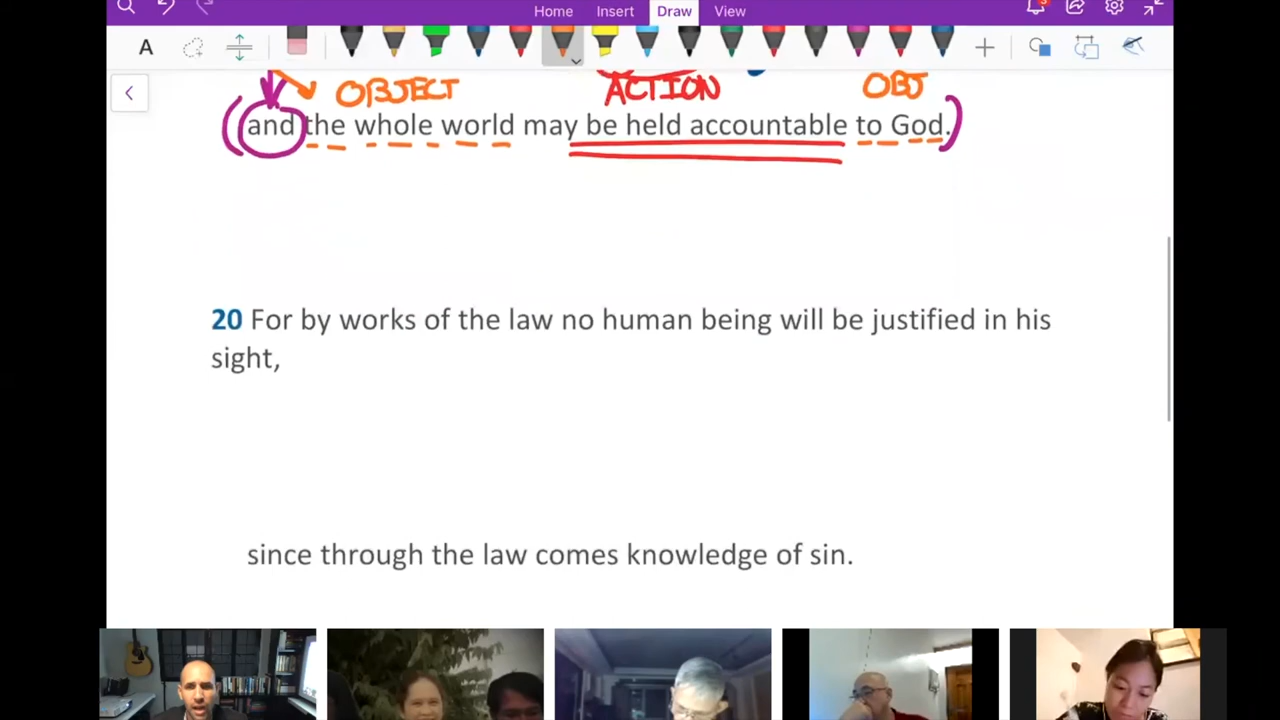 Home Insert Draw View
3
A
OBJECT ACTION OBJ
(and the whole world may be held accountable to God.)
20 For by works of the law no human being will be justified in his
sight,
since through the law comes knowledge of sin.